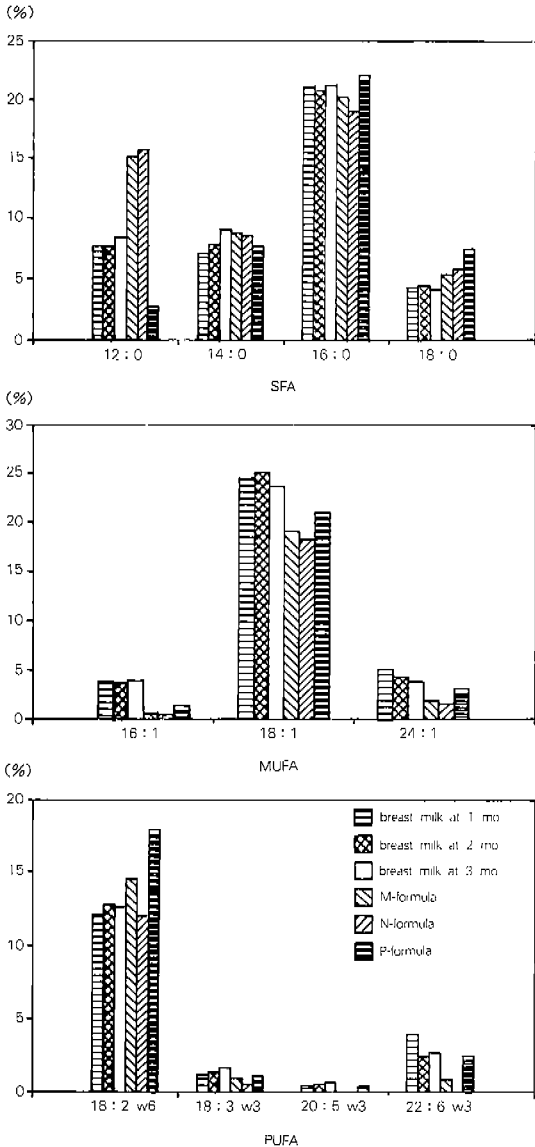 (%)
25
20
15
10
5
0
12 : 0 14 : 0 16 : 0 18 : 0
SFA
(%)
30
25
20
15
10
5
0
16 : 1 18 : 1 24 : 1
MUFA
(%)
20
15
10
5
0
breast milk at 1 mo
breast milk at 2 mo
breast milk at 3 mo
M-formula
N-formula
P-formula
18 : 2 w6 18 : 3 w3 20 : 5 w3 22 : 6 w3
PUFA